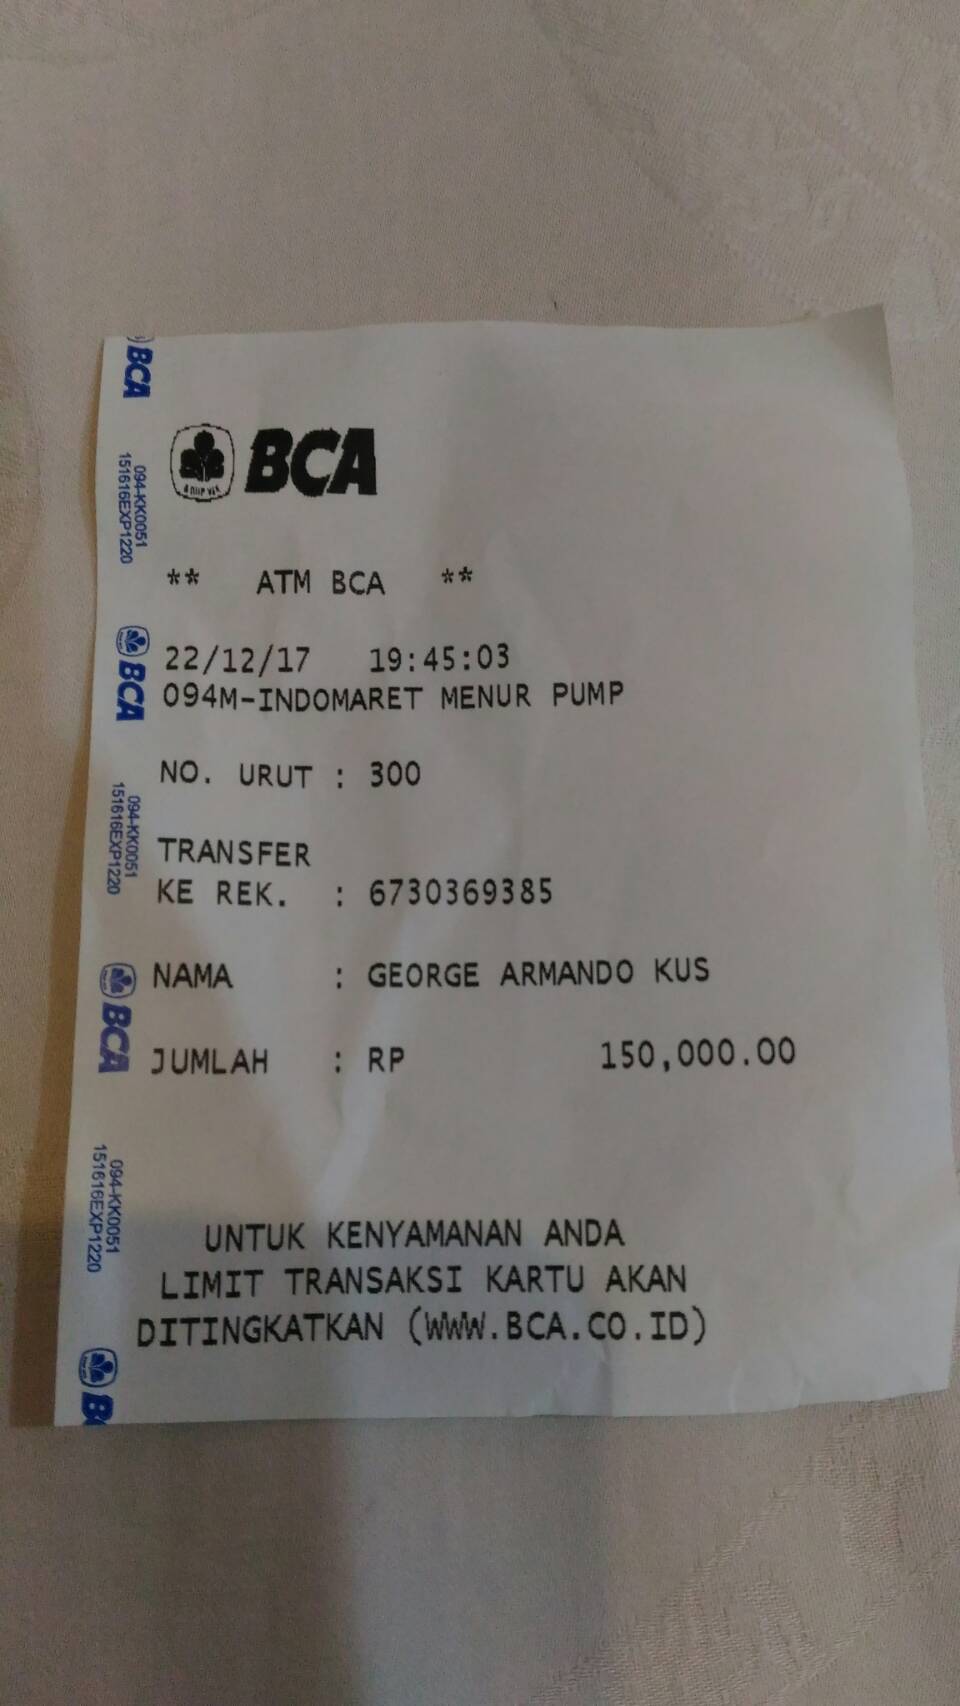 BCA
** ATM BCA **
22/12/17 19:45:03
094M-INDOMARET MENUR PUMP
NO. URUT : 300
TRANSFER
KE REK. : 6730369385
NAMA : GEORGE ARMANDO KUS
JUMLAH : RP 150,000.00
UNTUK KENYAMANAN ANDA
LIMIT TRANSAKSI KARTU AKAN
DITINGKATKAN (WWW.BCA.CO.ID)
BCA
094-KK0051
151616EXP1220
BCA
094-KK0051
151616EXP1220
BCA
094-KK0051
151616EXP1220